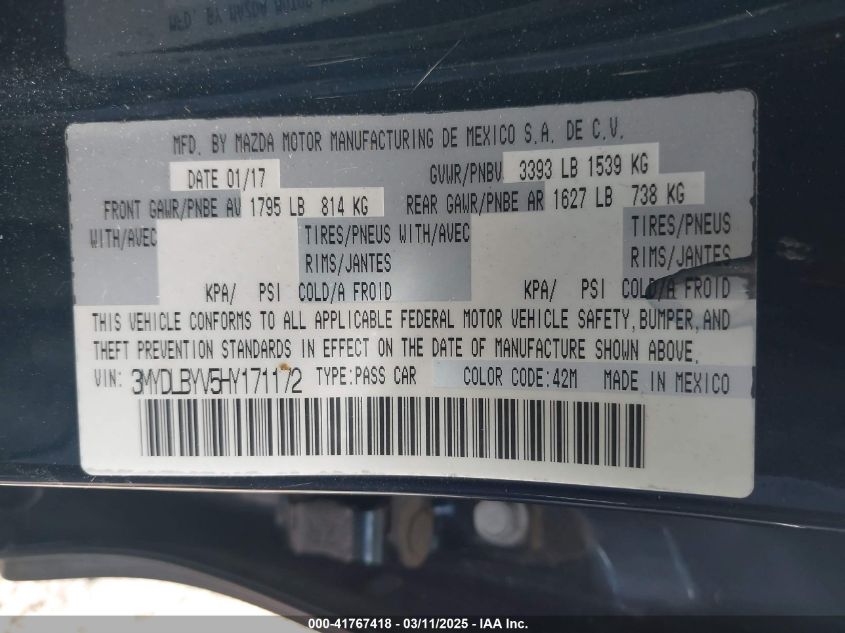 MFD. BY MAZDA MOTOR MANUFACTURING DE MEXICO S.A. DE C.V.
DATE 01/17 GVWR/PNBV 3393 LB 1539 KG
FRONT GAWR/PNBE AV 1795 LB 814 KG REAR GAWR/PNBE AR 1627 LB 738 KG
WITH/AVEC TIRES/PNEUS WITH/AVEC TIRES/PNEUS
RIMS/JANTES RIMS/JANTES
KPA/ PSI COLD/A FROID KPA/ PSI COLD/A FROID
THIS VEHICLE CONFORMS TO ALL APPLICABLE FEDERAL MOTOR VEHICLE SAFETY, BUMPER, AND
THEFT PREVENTION STANDARDS IN EFFECT ON THE DATE OF MANUFACTURE SHOWN ABOVE.
VIN: 3MYDLBYV5HY171172 TYPE:PASS CAR COLOR CODE:42M MADE IN MEXICO
000-41767418 - 03/11/2025 - IAA Inc.